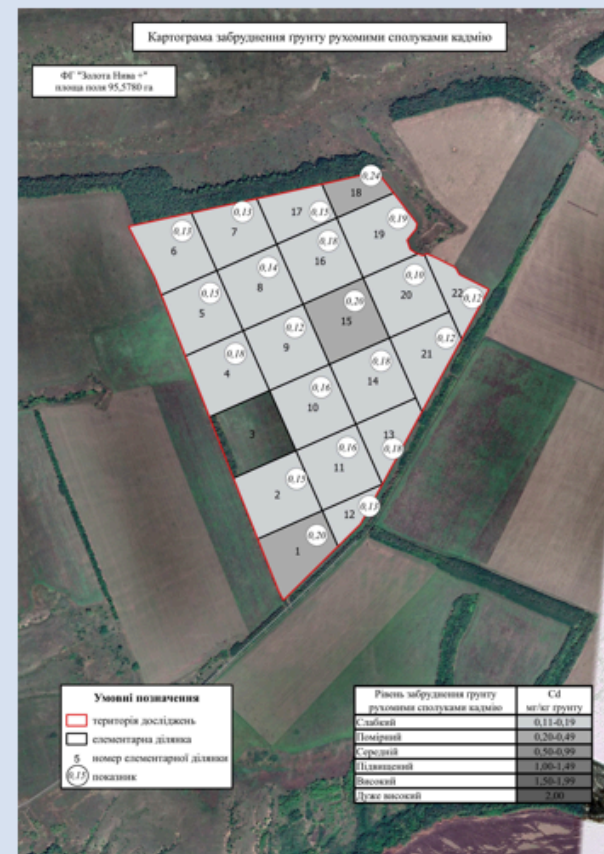 Картограма забруднення ґрунту рухомими сполуками кадмію
ФГ "Золота Нива +"
площа поля 95,5780 га
0,24
18
0,13
7
17
0,15
0,13
6
0,19
19
0,18
16
0,14
8
0,10
20
22
0,12
0,15
5
0,20
15
0,12
9
0,12
21
0,18
4
0,18
14
0,16
10
3
13
0,18
0,16
11
0,15
2
0,13
12
0,20
1
Умовні позначення
територія досліджень
елементарна ділянка
5 номер елементарної ділянки
0,15 показник
Рівень забруднення ґрунту рухомими сполуками кадмію
Cd мг/кг ґрунту
Слабкий 0,11-0,19
Помірний 0,20-0,49
Середній 0,50-0,99
Підвищений 1,00-1,49
Високий 1,50-1,99
Дуже високий 2,00